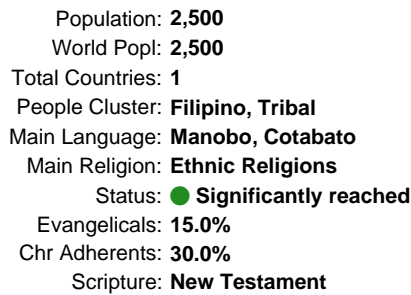 Population: 2,500
World Popl: 2,500
Total Countries: 1
People Cluster: Filipino, Tribal
Main Language: Manobo, Cotabato
Main Religion: Ethnic Religions
Status: Significantly reached
Evangelicals: 15.0%
Chr Adherents: 30.0%
Scripture: New Testament